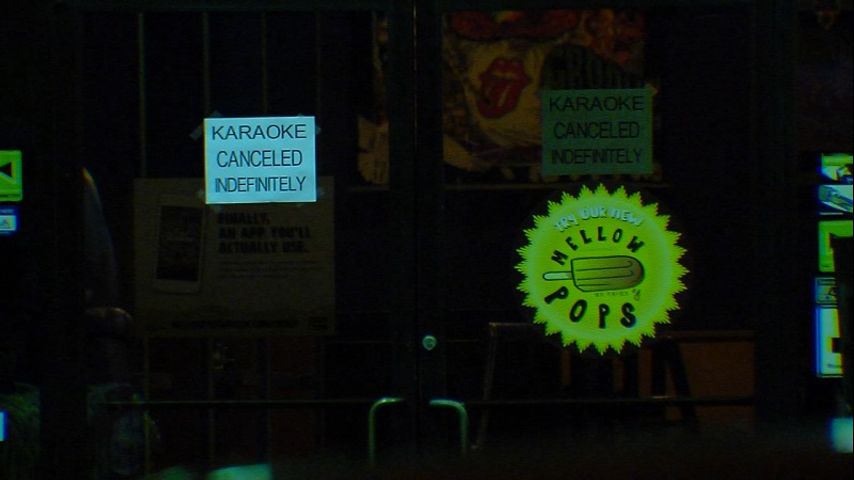 KARAOKE
CANCELED
INDEFINITELY
KARAOKE
CANCELED
INDEFINITELY
FINALLY,
AN APP YOU'LL
ACTUALLY USE.
TRY OUR NEW
MELLOW
POPS